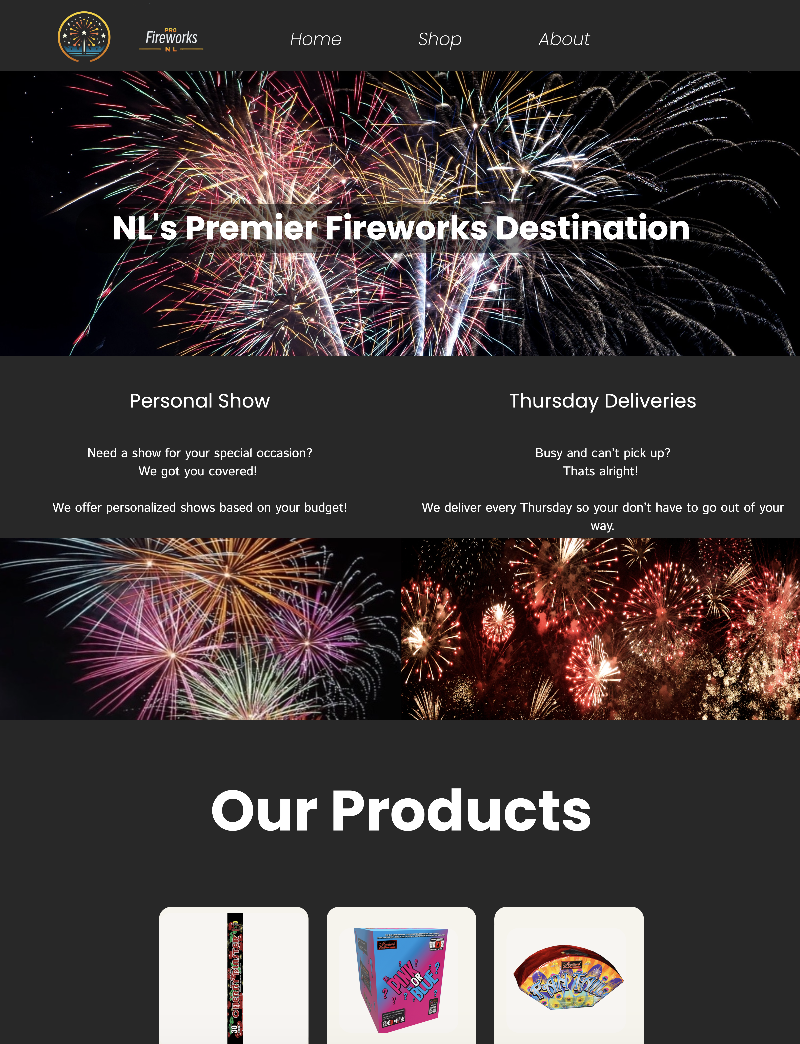 PRO
Fireworks
NL
Home
Shop
About
NL's Premier Fireworks Destination
Personal Show
Need a show for your special occasion?
We got you covered!
We offer personalized shows based on your budget!
Thursday Deliveries
Busy and can't pick up?
Thats alright!
We deliver every Thursday so your don't have to go out of your
way.
Our Products
PINK
OR
BLUE